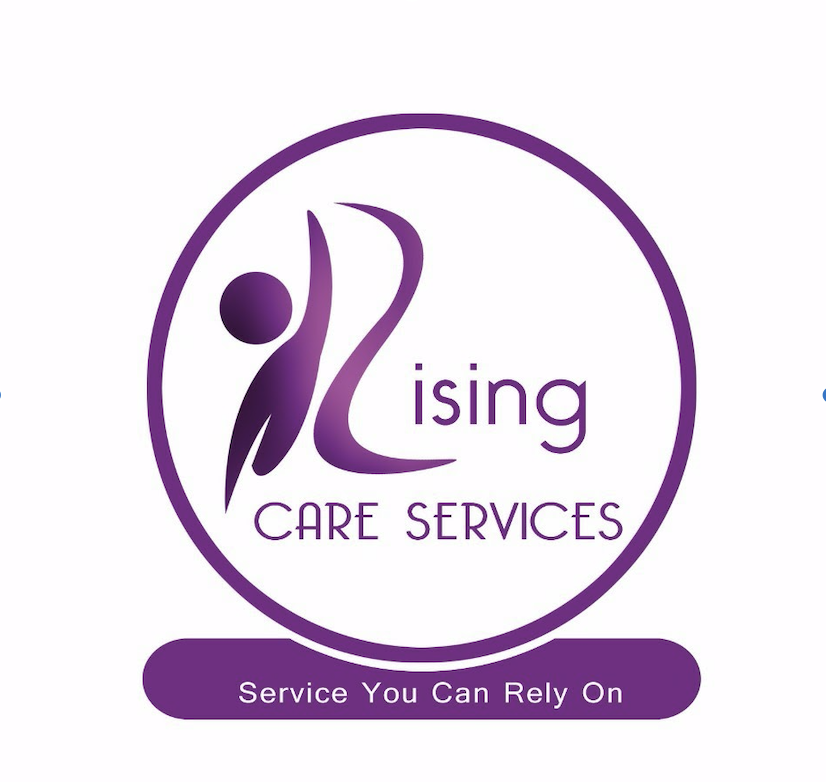 Rising
CARE SERVICES
Service You Can Rely On